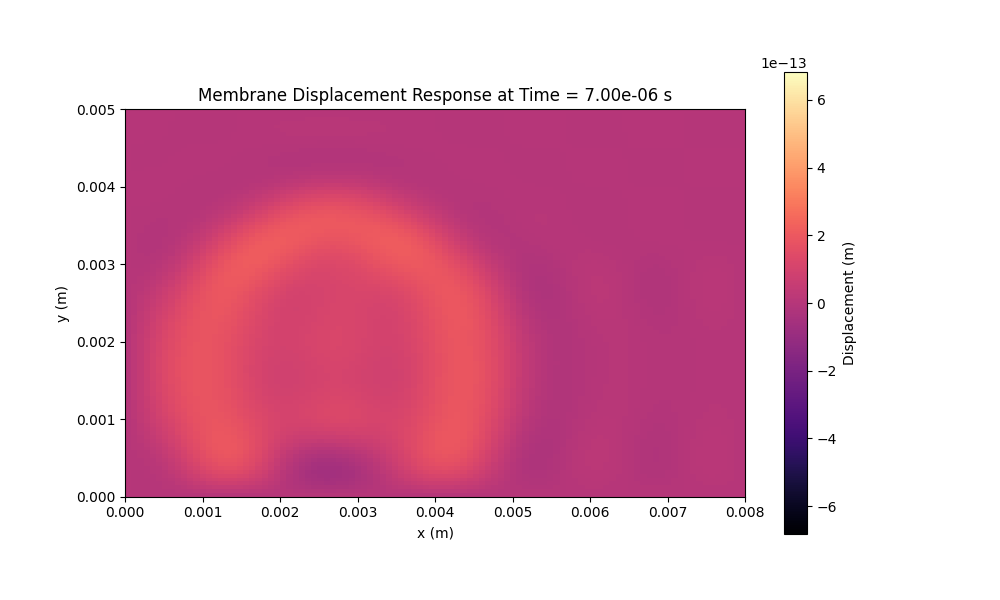 1e−13
Membrane Displacement Response at Time = 7.00e-06 s
0.005
0.004
0.003
0.002
0.001
0.000
y (m)
0.000 0.001 0.002 0.003 0.004 0.005 0.006 0.007 0.008
x (m)
6
4
2
0
−2
−4
−6
Displacement (m)